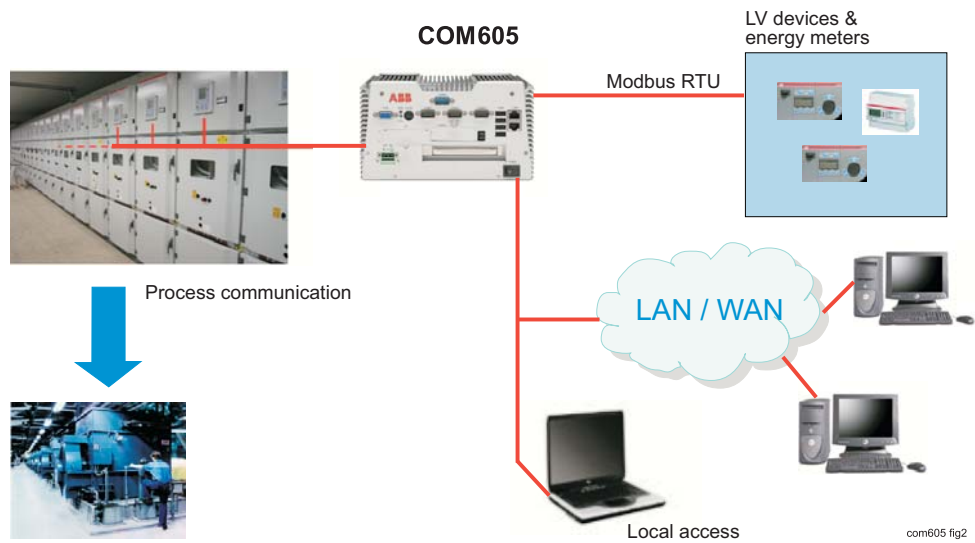 COM605
LV devices &
energy meters
ABB
Modbus RTU
Process communication
LAN / WAN
Local access
com605 fig2